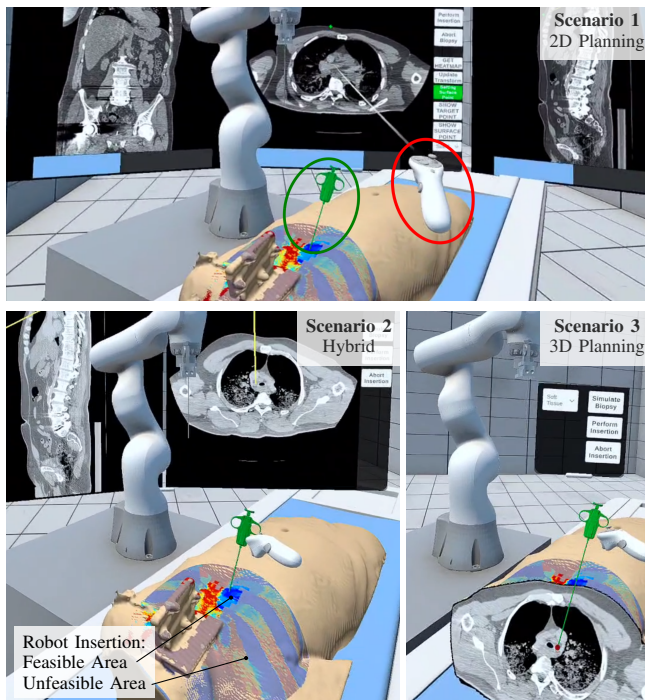 Scenario 1
2D Planning
Perform
Insertion
Abort
Biopsy
GET
HEATMAP
Update
Transform
Setting
Surface
Point
SHOW
TARGET
POINT
SHOW
SURFACE
POINT
Scenario 2
Hybrid
Abort
Insertion
Robot Insertion:
Feasible Area
Unfeasible Area
Scenario 3
3D Planning
Soft
Tissue
Simulate
Biopsy
Perform
Insertion
Abort
Insertion